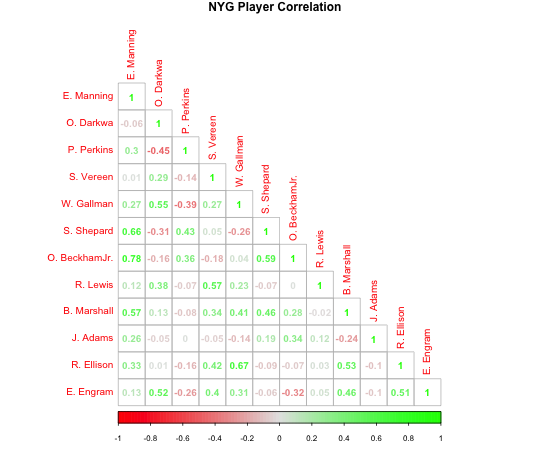 NYG Player Correlation
E. Manning
O. Darkwa
P. Perkins
S. Vereen
W. Gallman
S. Shepard
O. BeckhamJr.
R. Lewis
B. Marshall
J. Adams
R. Ellison
E. Engram
E. Manning 1
O. Darkwa -0.06 1
P. Perkins 0.3 -0.45 1
S. Vereen 0.01 0.29 -0.14 1
W. Gallman 0.27 0.55 -0.39 0.27 1
S. Shepard 0.66 -0.31 0.43 0.05 -0.26 1
O. BeckhamJr. 0.78 -0.16 0.36 -0.18 0.04 0.59 1
R. Lewis 0.12 0.38 -0.07 0.57 0.23 -0.07 0 1
B. Marshall 0.57 0.13 -0.08 0.34 0.41 0.46 0.28 -0.02 1
J. Adams 0.26 -0.05 0 -0.05 -0.14 0.19 0.34 0.12 -0.24 1
R. Ellison 0.33 0.01 -0.16 0.42 0.67 -0.09 -0.07 0.03 0.53 -0.1 1
E. Engram 0.13 0.52 -0.26 0.4 0.31 -0.06 -0.32 0.05 0.46 -0.1 0.51 1
-1 -0.8 -0.6 -0.4 -0.2 0 0.2 0.4 0.6 0.8 1